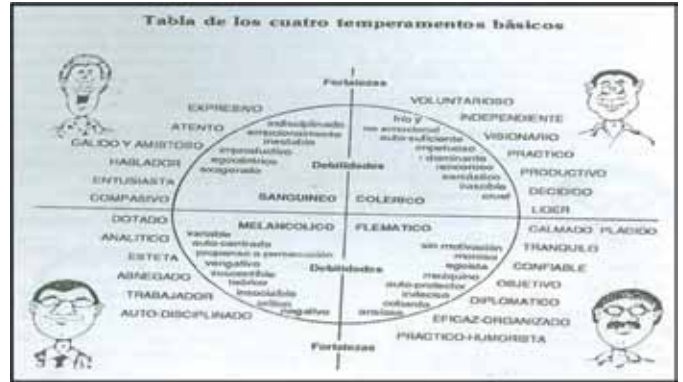 Tabla de los cuatro temperamentos básicos
Fortalezas
EXPRESIVO
ATENTO
CALIDO Y AMISTOSO
HABLADOR
ENTUSIASTA
COMPASIVO
indisciplinado
emocionalmente
inestable
improductivo
egocéntrico
exagerado
Debilidades
SANGUINEO
VOLUNTARIOSO
INDEPENDIENTE
VISIONARIO
PRACTICO
PRODUCTIVO
DECIDIDO
LIDER
frío y
no emocional
auto-suficiente
impetuoso
dominante
rencoroso
sarcástico
iracible
cruel
COLERICO
DOTADO
ANALITICO
ESTETA
ABNEGADO
TRABAJADOR
AUTO-DISCIPLINADO
MELANCOLICO
variable
auto-centrado
propenso a persecución
vengativo
insociable
crítico
negativo
FLEMATICO
sin motivación
moroso
egoísta
mezquino
auto-protector
indeciso
cobarde
ansioso
Debilidades
CALMADO PLACIDO
TRANQUILO
CONFIABLE
OBJETIVO
DIPLOMATICO
EFICAZ-ORGANIZADO
PRACTICO-HUMORISTA
Fortalezas